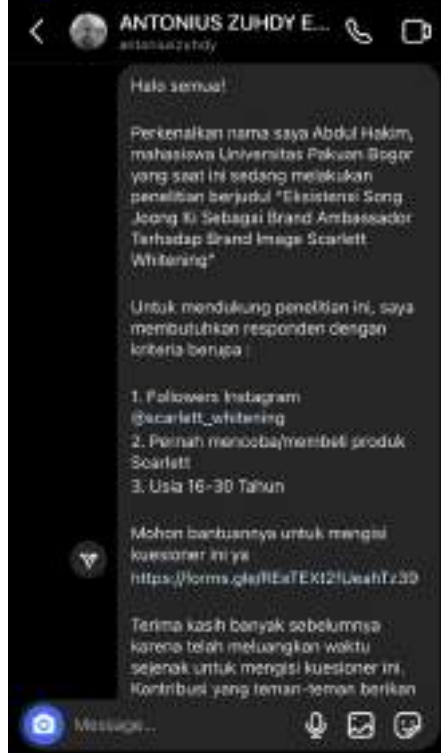 ANTONIUS ZUHDY E...
antoniuszuhdy
Halo semua!
Perkenalkan nama saya Abdul Hakim,
mahasiswa Universitas Pakuan Bogor
yang saat ini sedang melakukan
penelitian berjudul "Eksistensi Song
Joong Ki Sebagai Brand Ambassador
Terhadap Brand Image Scarlett
Whitening"
Untuk mendukung penelitian ini, saya
membutuhkan responden dengan
kriteria berupa :
1. Followers Instagram
@scarlett_whitening
2. Pernah mencoba/membeli produk
Scarlett
3. Usia 16-30 Tahun
Mohon bantuannya untuk mengisi
kuesioner ini ya
Terima kasih banyak sebelumnya
karena telah meluangkan waktu
sejenak untuk mengisi kuesioner ini.
Kontribusi yang teman-teman berikan
Message...